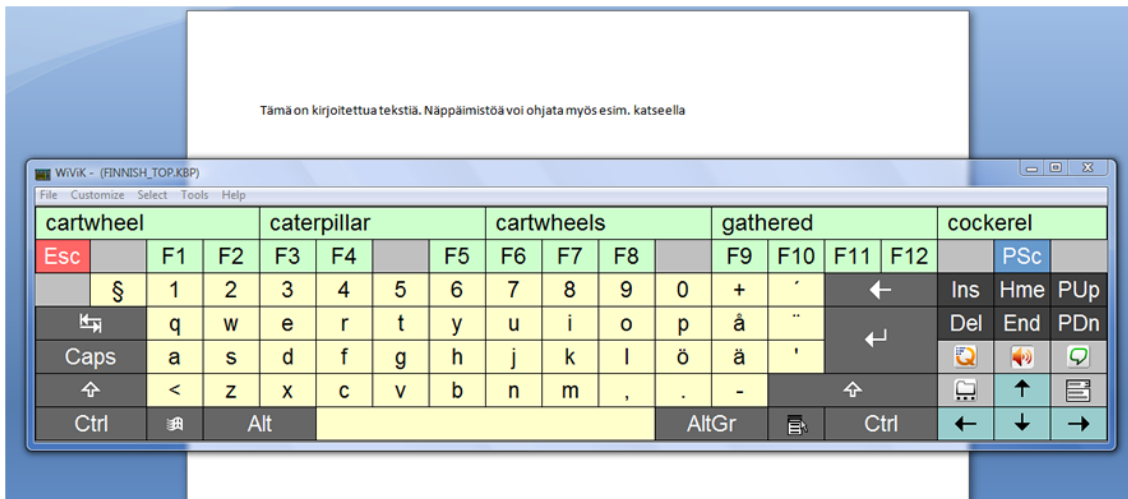 Tämä on kirjoitettua tekstiä. Näppäimistöä voi ohjata myös esim. katseella
WiViK - (FINNISH_TOP.KBP)
File Customize Select Tools Help
cartwheel caterpillar cartwheels gathered cockerel
Esc F1 F2 F3 F4 F5 F6 F7 F8 F9 F10 F11 F12 PSc
§ 1 2 3 4 5 6 7 8 9 0 + ´ ← Ins Hme PUp
q w e r t y u i o p å ¨ ↵ Del End PDn
Caps a s d f g h j k l ö ä '
< z x c v b n m , . - ↑
Ctrl Alt AltGr Ctrl ← ↓ →